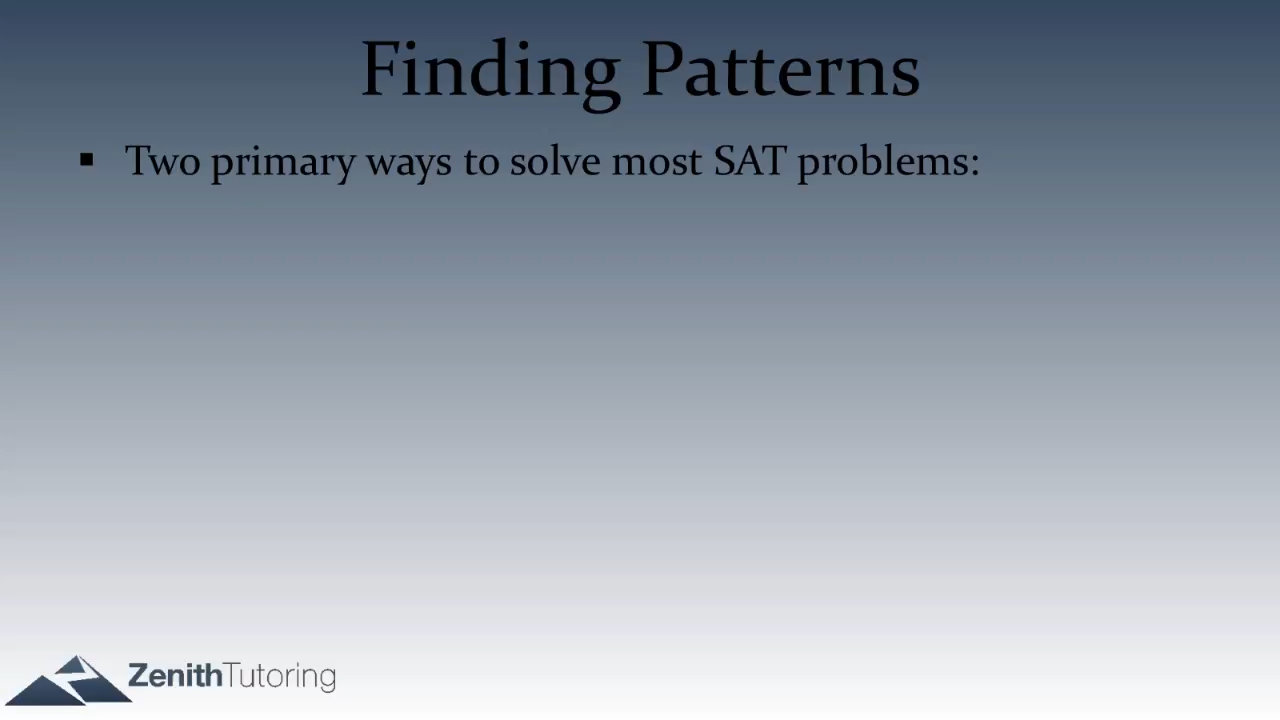 Finding Patterns
▪ Two primary ways to solve most SAT problems:
ZenithTutoring